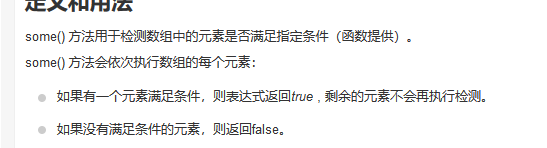 定义和用法
some() 方法用于检测数组中的元素是否满足指定条件（函数提供）。
some() 方法会依次执行数组的每个元素：
如果有一个元素满足条件，则表达式返回true , 剩余的元素不会再执行检测。
如果没有满足条件的元素，则返回false。